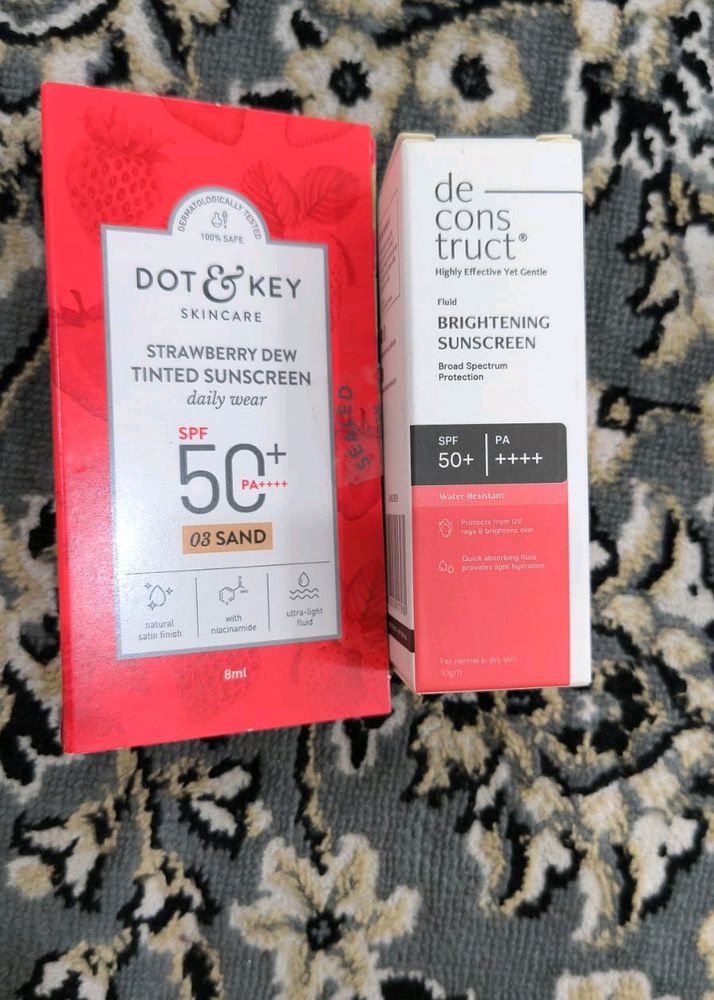 DERMATOLOGICALLY TESTED
100% SAFE
DOT & KEY
SKINCARE
STRAWBERRY DEW
TINTED SUNSCREEN
daily wear
SPF
50+
PA++++
03 SAND
natural
satin finish
with
niacinamide
ultra-light
fluid
8ml
SEALED
de
cons
truct®
Highly Effective Yet Gentle
Fluid
BRIGHTENING
SUNSCREEN
Broad Spectrum
Protection
SPF
50+
PA
++++
Water Resistant
Protects from UV
rays & brightens skin
Quick absorbing fluid,
provides light hydration
For normal & dry skin
10gm